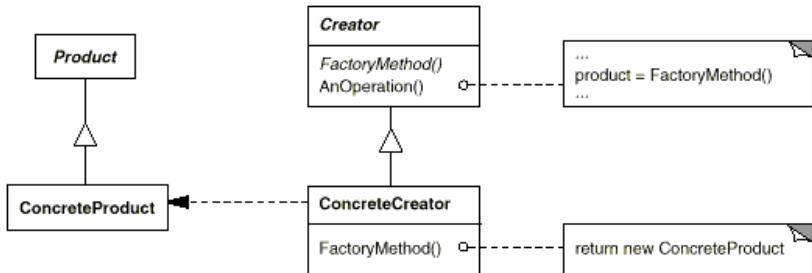 Creator
Product
FactoryMethod()
AnOperation()
...
product = FactoryMethod()
...
ConcreteProduct
ConcreteCreator
FactoryMethod()
return new ConcreteProduct